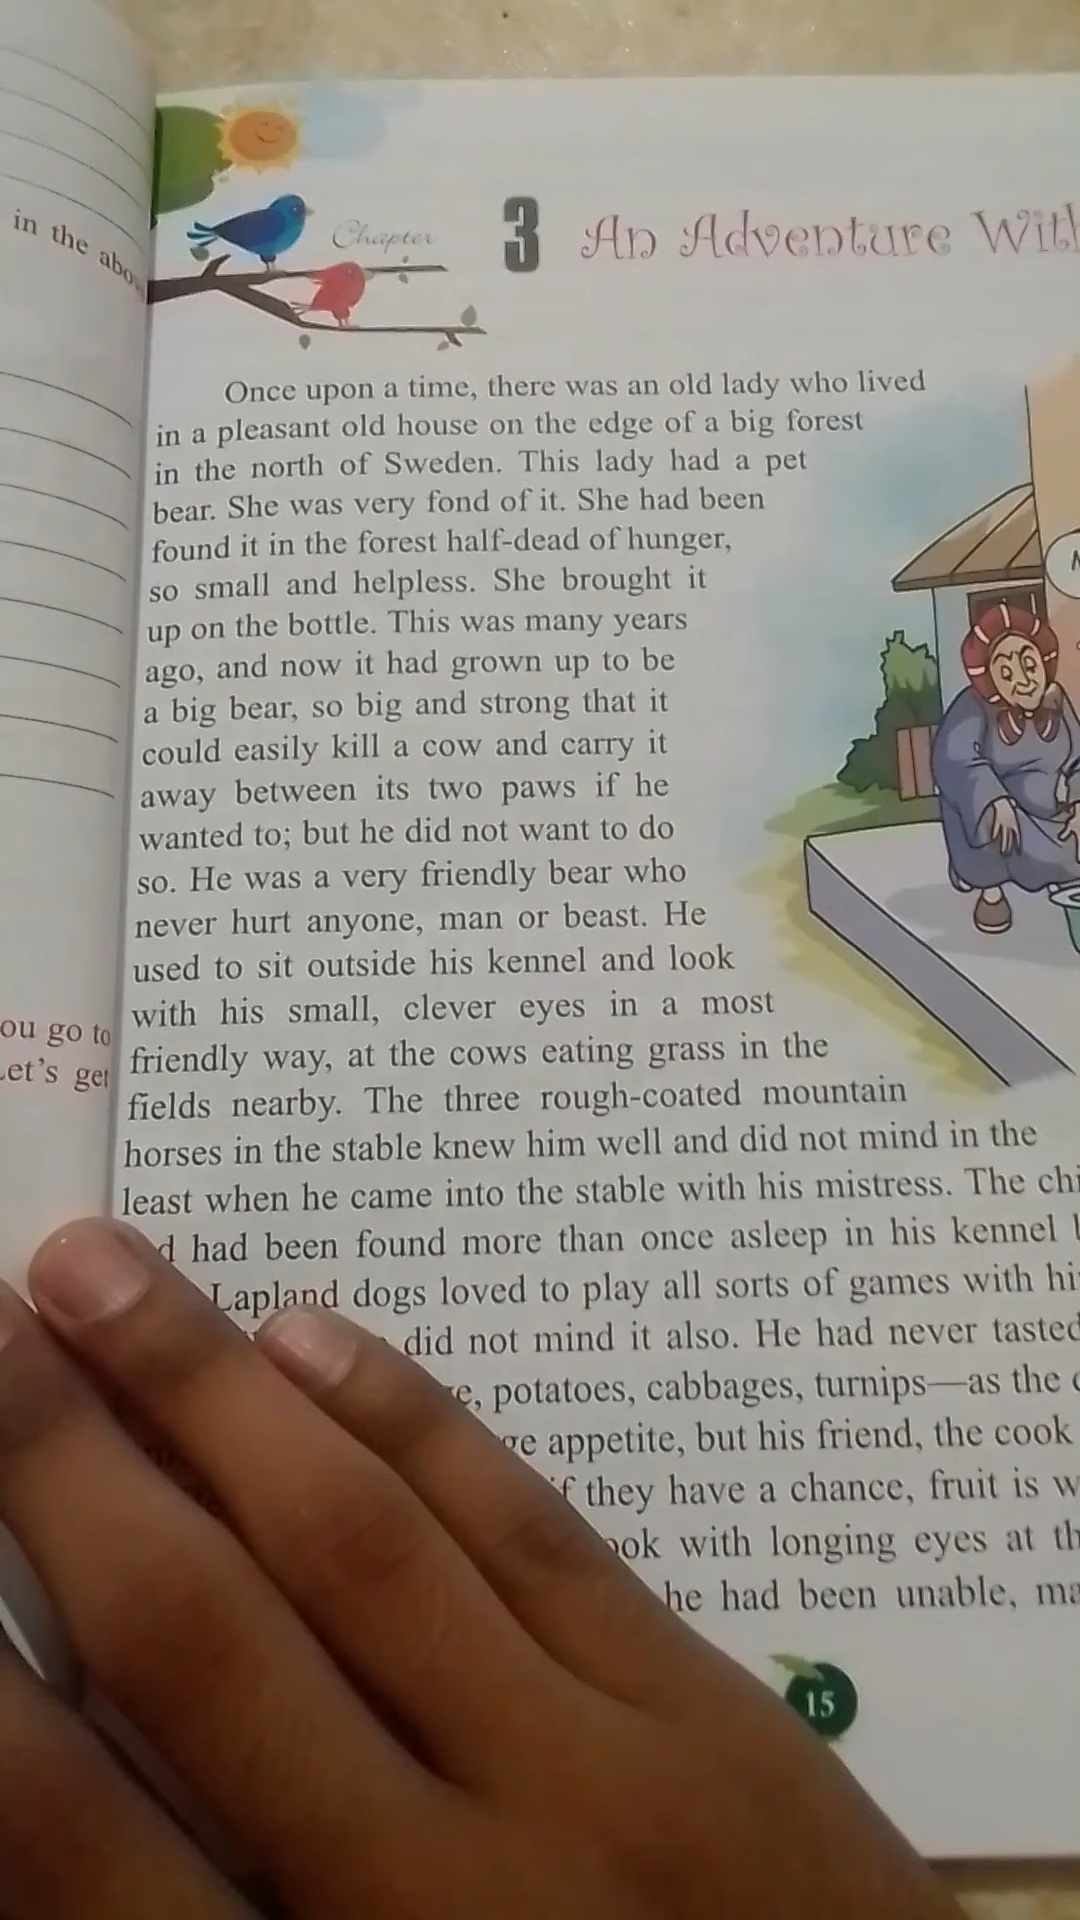 in the
Chapter 3 An Adventure
Once upon a time, there was an old lady who lived
in a pleasant old house on the edge of a big forest
in the north of Sweden. This lady had a pet
bear. She was very fond of it. She had been
found it in the forest half-dead of hunger,
so small and helpless. She brought it
up on the bottle. This was many years
ago, and now it had grown up to be
a big bear, so big and strong that it
could easily kill a cow and carry it
away between its two paws if he
wanted to; but he did not want to do
so. He was a very friendly bear who
never hurt anyone, man or beast. He
used to sit outside his kennel and look
with his small, clever eyes in a most
friendly way, at the cows eating grass in the
fields nearby. The three rough-coated mountain
horses in the stable knew him well and did not mind in the
least when he came into the stable with his mistress. The
had been found more than once asleep in his kennel
Lapland dogs loved to play all sorts of games with
did not mind it also. He had never tasted
potatoes, cabbages, turnips—as the
appetite, but his friend, the cook
they have a chance, fruit is
with longing eyes at
he had been unable,
go to
Let's get
15